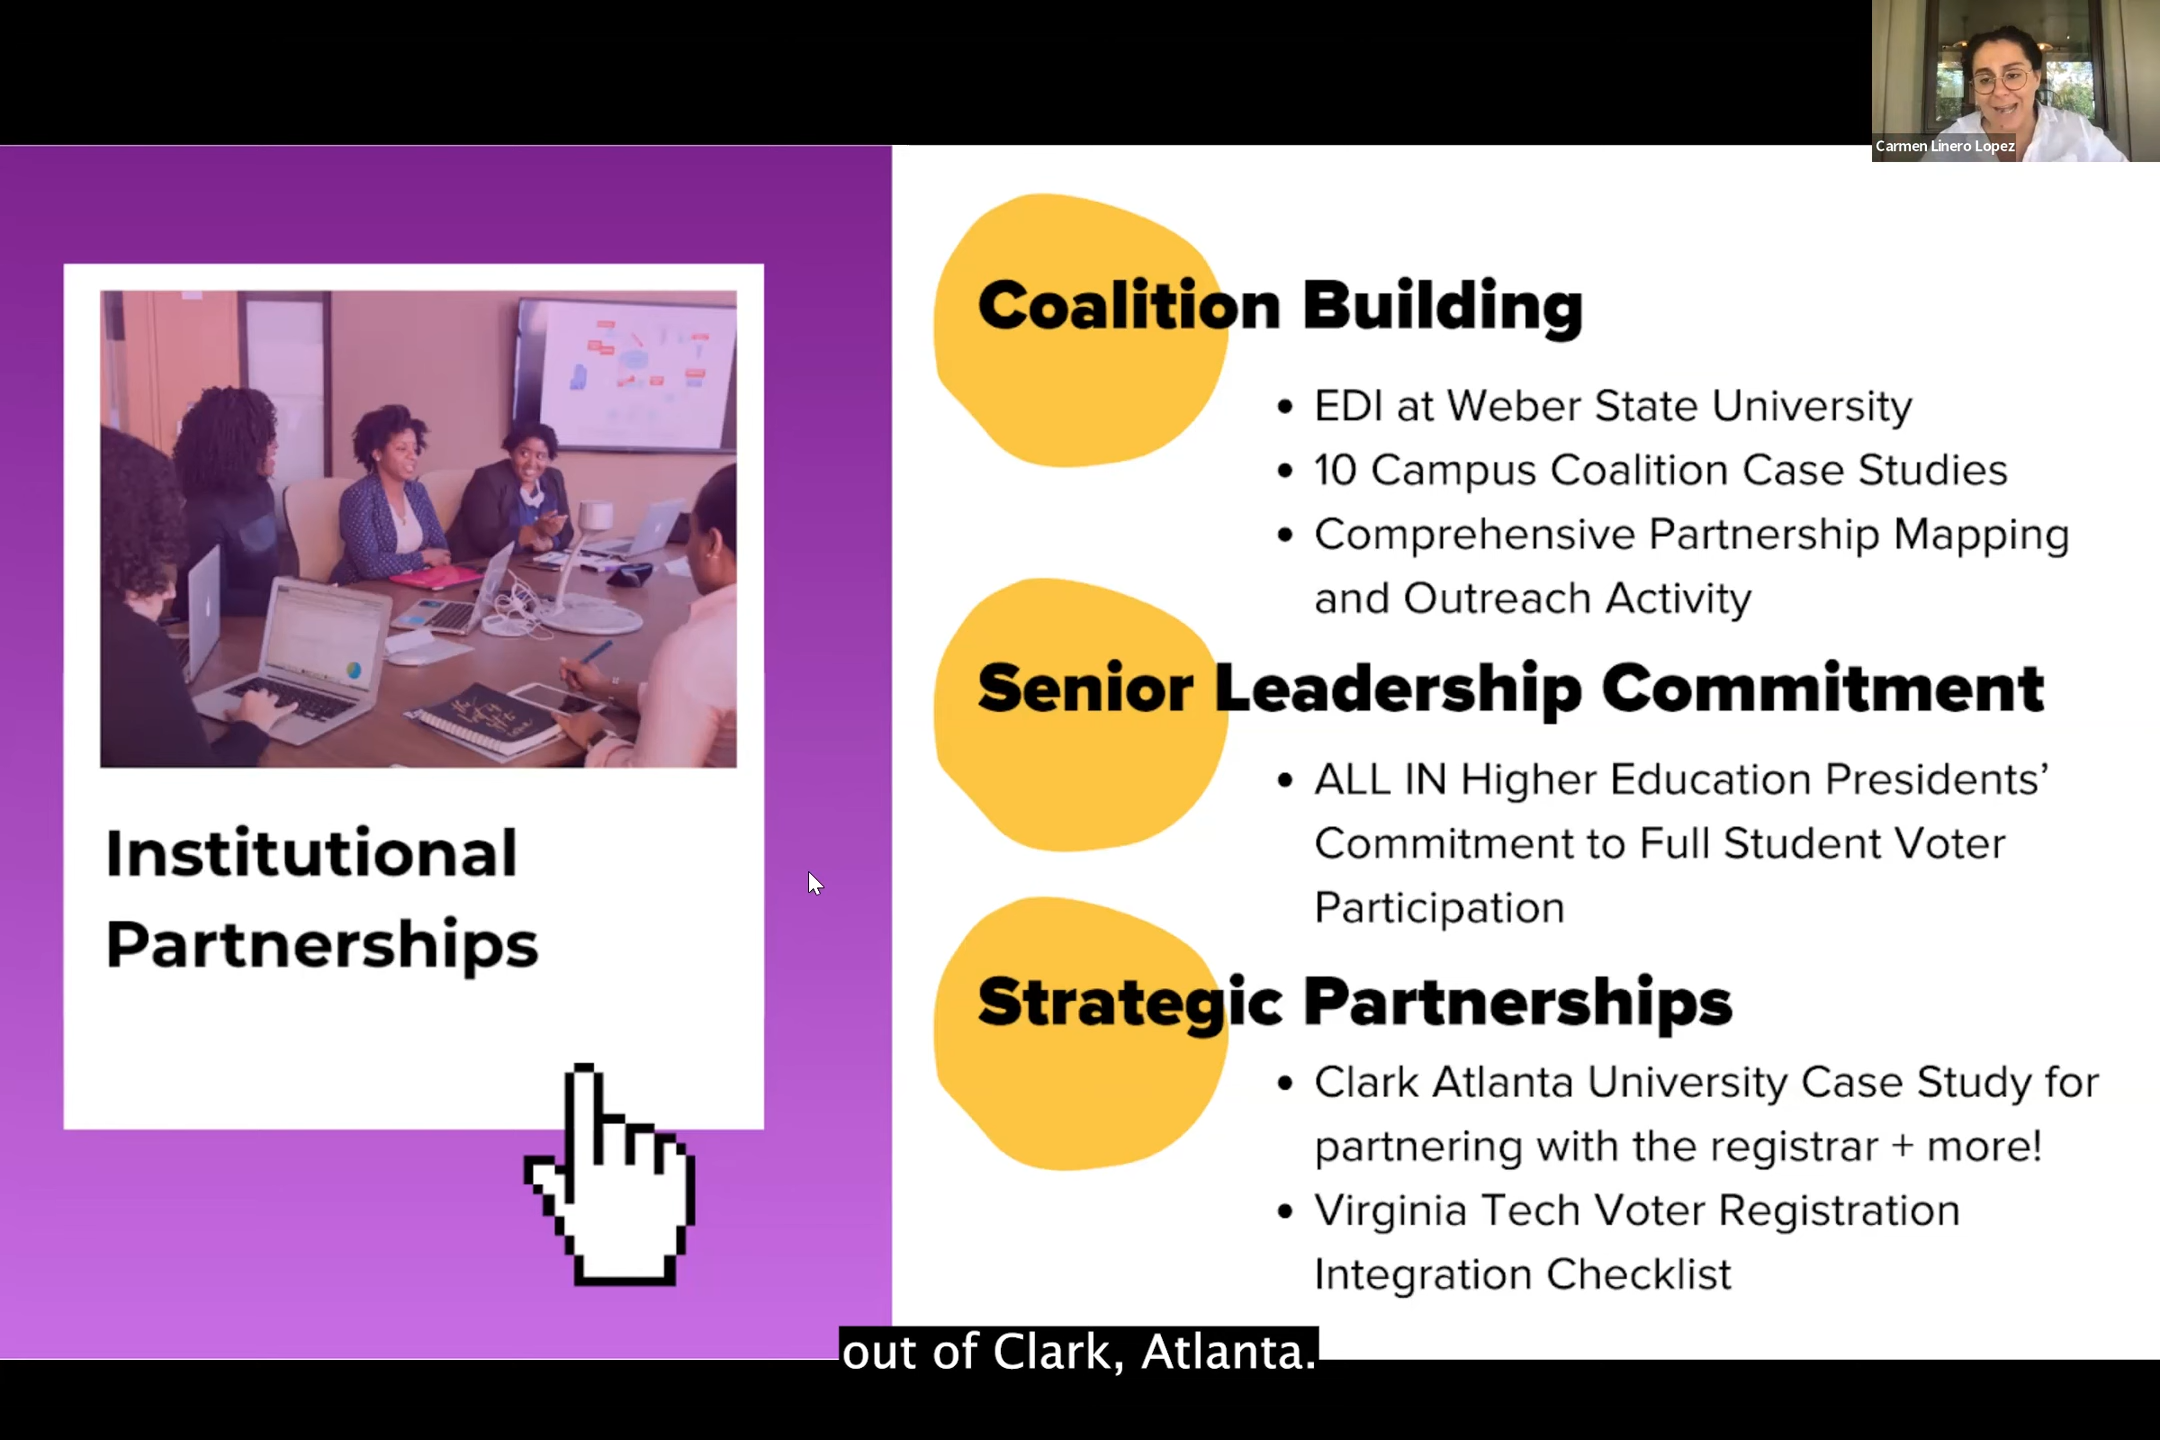 Carmen Linero Lopez
Institutional
Partnerships
Coalition Building
• EDI at Weber State University
• 10 Campus Coalition Case Studies
• Comprehensive Partnership Mapping
and Outreach Activity
Senior Leadership Commitment
• ALL IN Higher Education Presidents’
Commitment to Full Student Voter
Participation
Strategic Partnerships
• Clark Atlanta University Case Study for
partnering with the registrar + more!
• Virginia Tech Voter Registration
Integration Checklist
out of Clark, Atlanta.